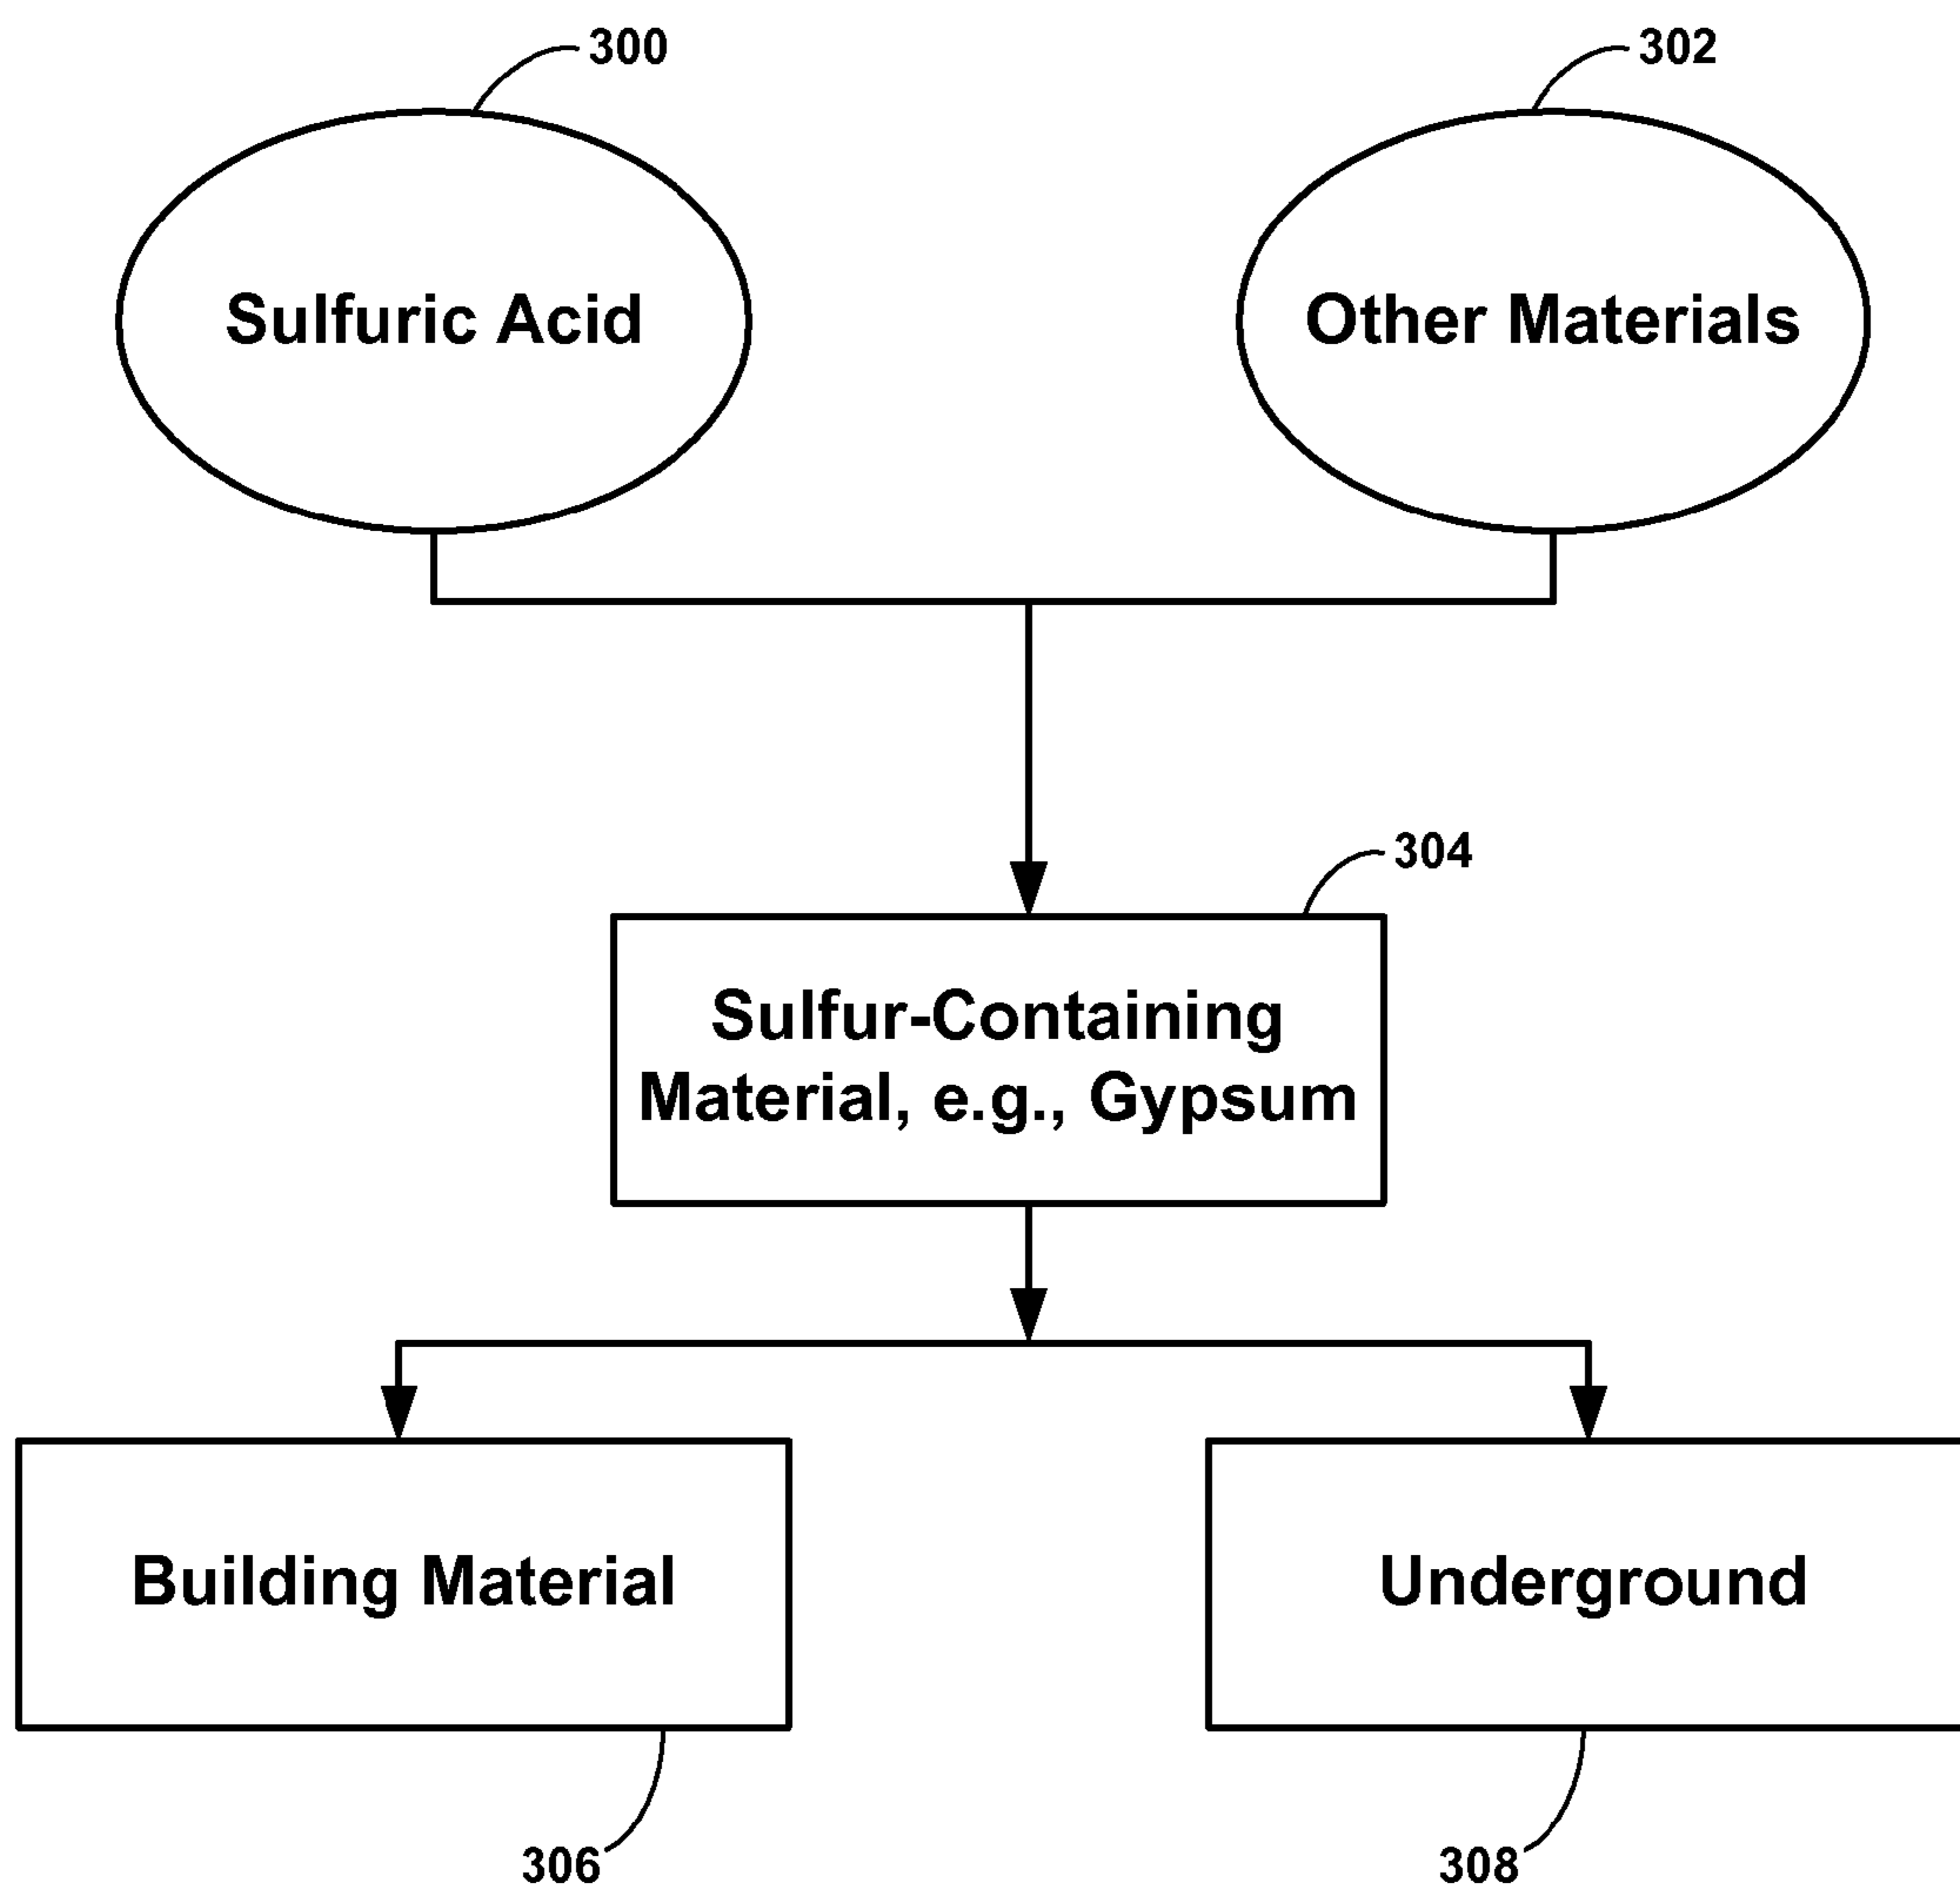 300
302
Sulfuric Acid
Other Materials
304
Sulfur-Containing
Material, e.g., Gypsum
Building Material
Underground
306
308